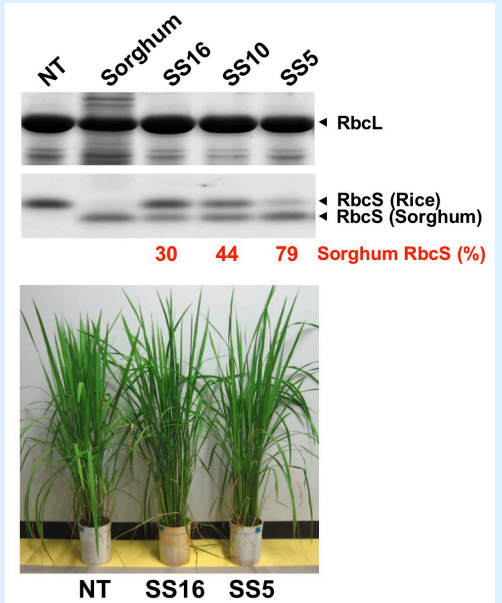 NT Sorghum SS16 SS10 SS5
◄ RbcL
◄ RbcS (Rice)
◄ RbcS (Sorghum)
30 44 79 Sorghum RbcS (%)
NT SS16 SS5